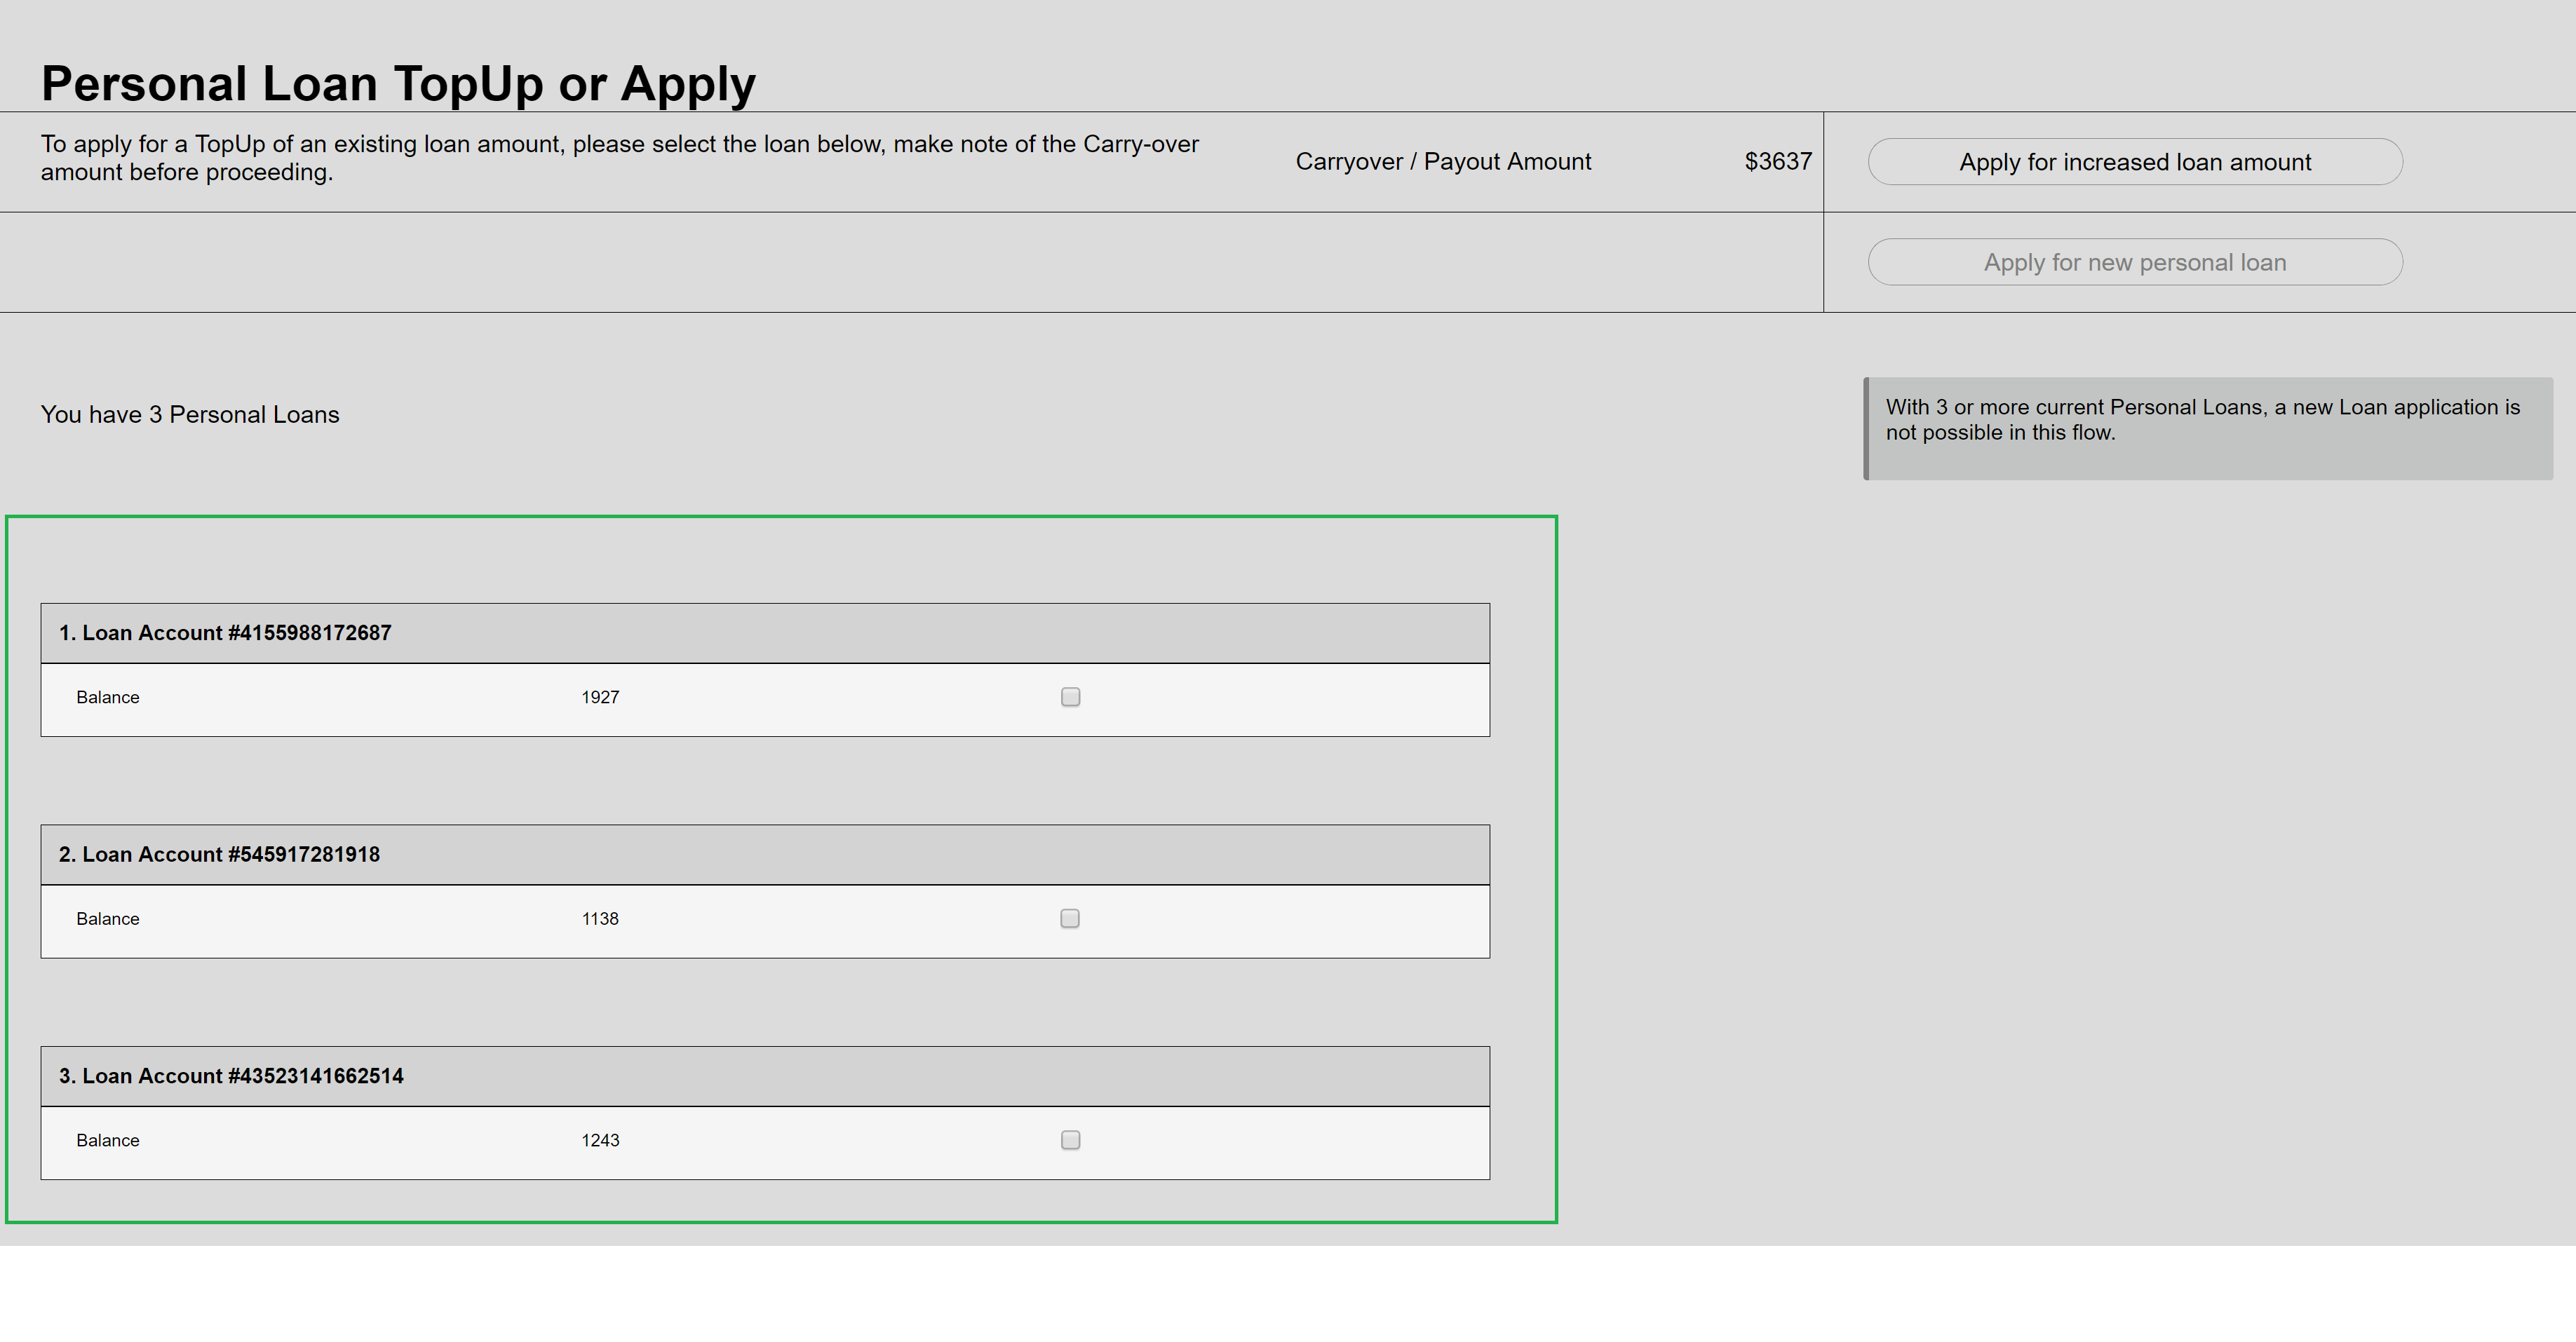 Personal Loan TopUp or Apply
To apply for a TopUp of an existing loan amount, please select the loan below, make note of the Carry-over
amount before proceeding.
Carryover / Payout Amount
$3637
Apply for increased loan amount
Apply for new personal loan
You have 3 Personal Loans
With 3 or more current Personal Loans, a new Loan application is
not possible in this flow.
1. Loan Account #4155988172687
Balance 1927
2. Loan Account #545917281918
Balance 1138
3. Loan Account #43523141662514
Balance 1243